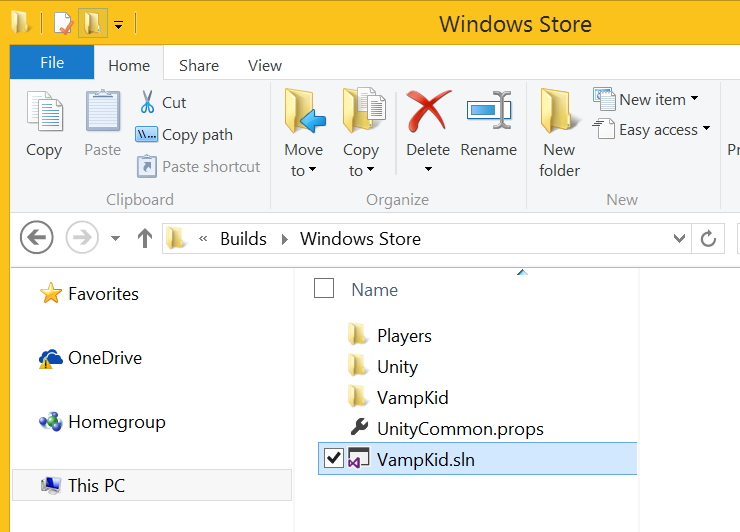 Windows Store
File Home Share View
Copy Paste Cut Copy path Paste shortcut
Move to Copy to Delete Rename
New folder New item Easy access
Clipboard Organize New
« Builds Windows Store
Favorites
OneDrive
Homegroup
This PC
Name
Players
Unity
VampKid
UnityCommon.props
VampKid.sln